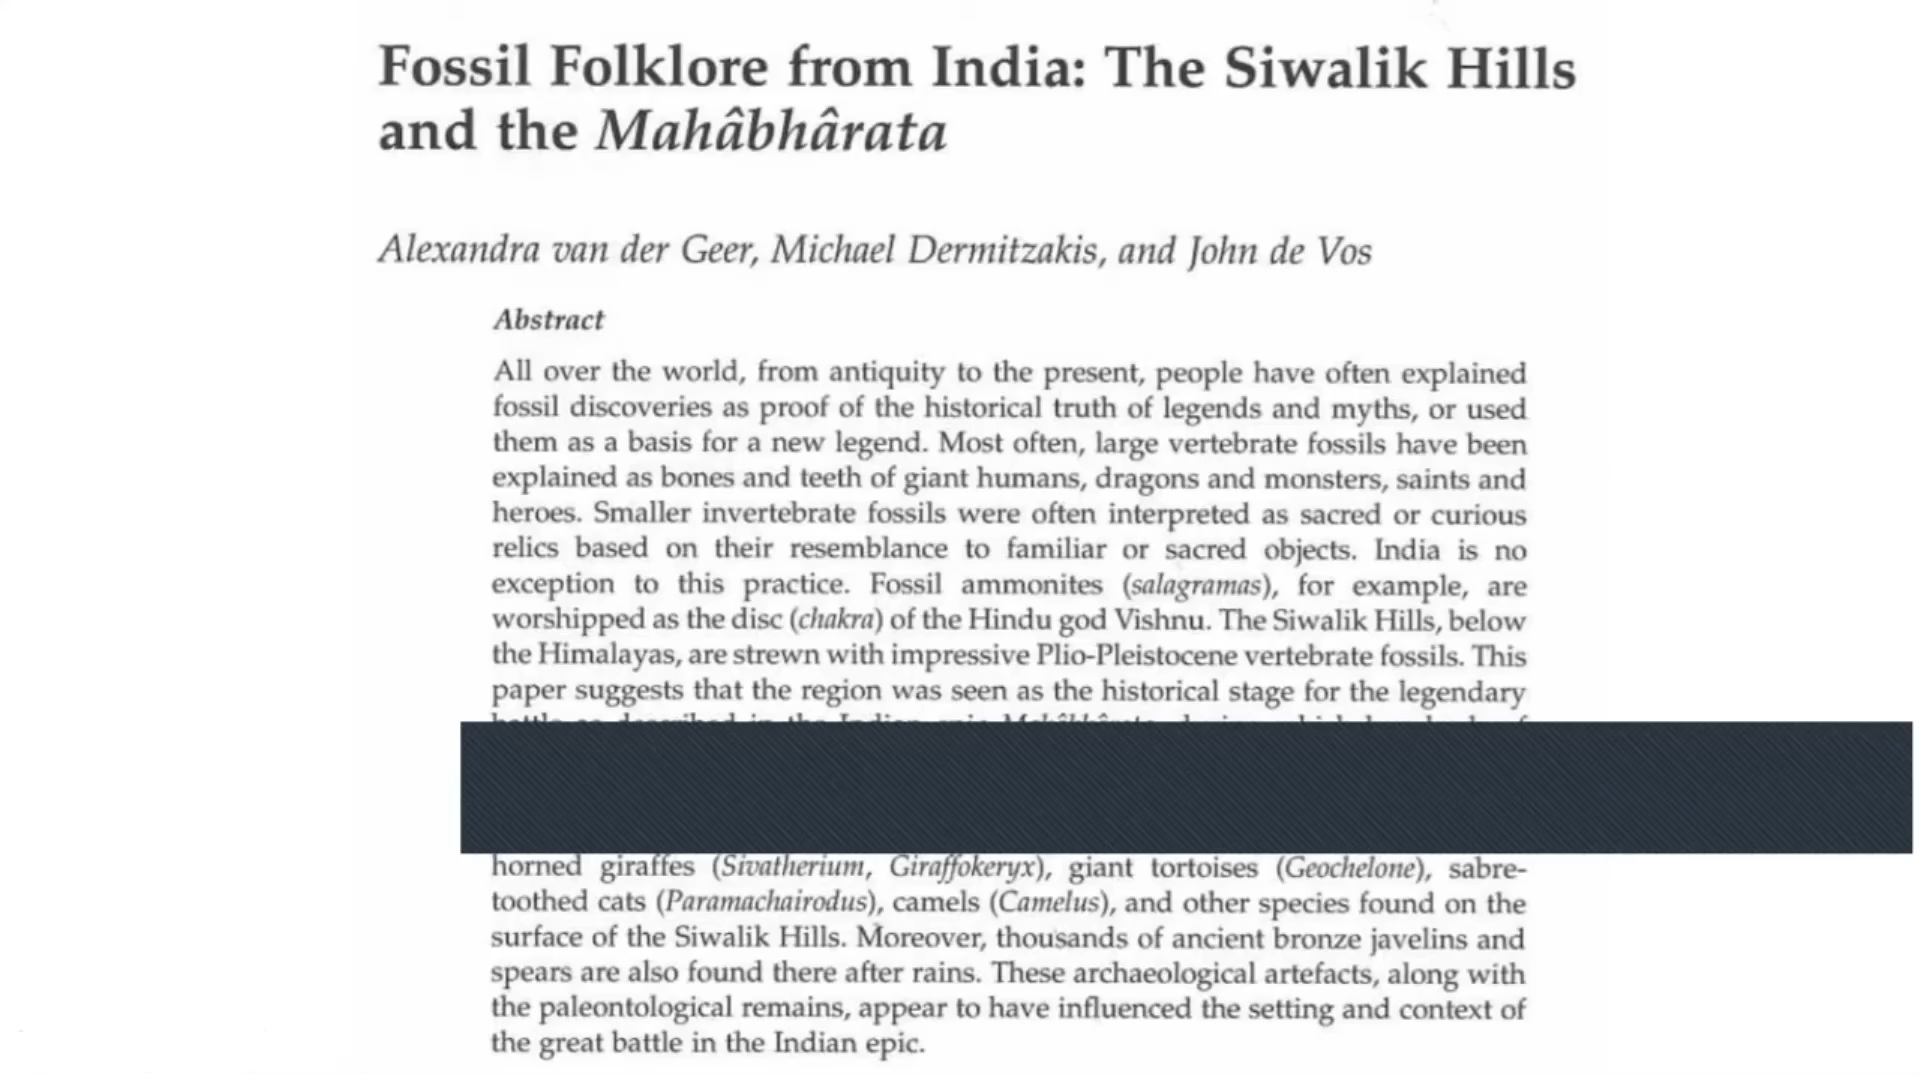 Fossil Folklore from India: The Siwalik Hills
and the Mahâbhârata
Alexandra van der Geer, Michael Dermitzakis, and John de Vos
Abstract
All over the world, from antiquity to the present, people have often explained
fossil discoveries as proof of the historical truth of legends and myths, or used
them as a basis for a new legend. Most often, large vertebrate fossils have been
explained as bones and teeth of giant humans, dragons and monsters, saints and
heroes. Smaller invertebrate fossils were often interpreted as sacred or curious
relics based on their resemblance to familiar or sacred objects. India is no
exception to this practice. Fossil ammonites (salagramas), for example, are
worshipped as the disc (chakra) of the Hindu god Vishnu. The Siwalik Hills, below
the Himalayas, are strewn with impressive Plio-Pleistocene vertebrate fossils. This
paper suggests that the region was seen as the historical stage for the legendary
horned giraffes (Sivatherium, Giraffokeryx), giant tortoises (Geochelone), sabre-
toothed cats (Paramachairodus), camels (Camelus), and other species found on the
surface of the Siwalik Hills. Moreover, thousands of ancient bronze javelins and
spears are also found there after rains. These archaeological artefacts, along with
the paleontological remains, appear to have influenced the setting and context of
the great battle in the Indian epic.